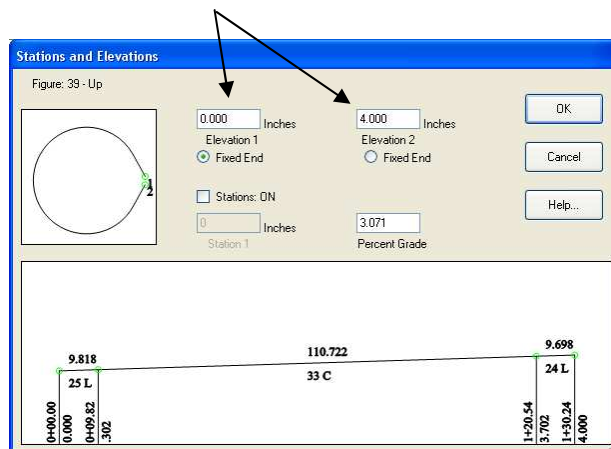 Stations and Elevations
Figure: 39 - Up
1
2
0.000 Inches
Elevation 1
Fixed End
4.000 Inches
Elevation 2
Fixed End
OK
Cancel
Help...
Stations: ON
0 Inches
Station 1
3.071
Percent Grade
9.818
110.722
9.698
25 L
33 C
24 L
0+00.00
0.000
0+09.82
.302
1+20.54
3.702
1+30.24
4.000